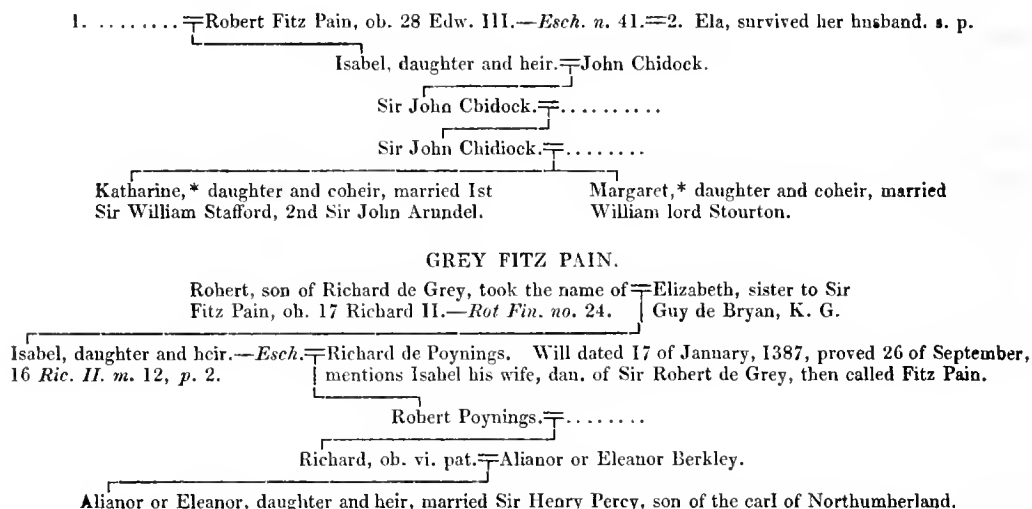 1. ........ Robert Fitz Pain, ob. 28 Edw. III.—Esch. n. 41.=2. Ela, survived her husband. s. p.
Isabel, daughter and heir. John Chidock.
Sir John Chidock. ..........
Sir John Chidiock. ........
Katharine,* daughter and coheir, married 1st
Sir William Stafford, 2nd Sir John Arundel.
Margaret,* daughter and coheir, married
William lord Stourton.
GREY FITZ PAIN.
Robert, son of Richard de Grey, took the name of
Fitz Pain, ob. 17 Richard II.—Rot Fin. no. 24.
Elizabeth, sister to Sir
Guy de Bryan, K. G.
Isabel, daughter and heir.—Esch.
16 Ric. II. m. 12, p. 2.
Richard de Poynings. Will dated 17 of January, 1387, proved 26 of September,
mentions Isabel his wife, dau. of Sir Robert de Grey, then called Fitz Pain.
Robert Poynings. ........
Richard, ob. vi. pat. Alianor or Eleanor Berkley.
Alianor or Eleanor, daughter and heir, married Sir Henry Percy, son of the earl of Northumberland.